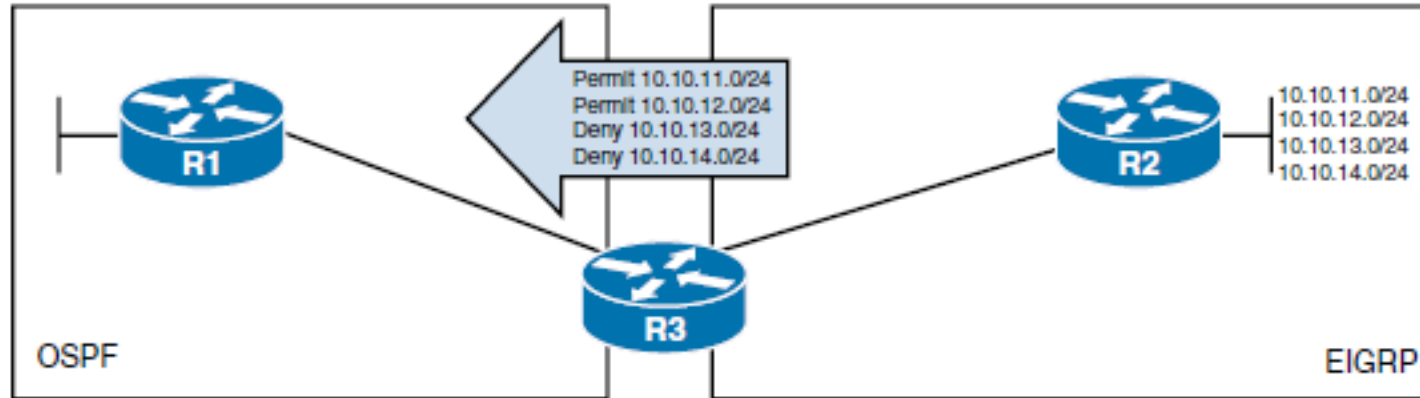 Permit 10.10.11.0/24
Permit 10.10.12.0/24
Deny 10.10.13.0/24
Deny 10.10.14.0/24
R1
R2
10.10.11.0/24
10.10.12.0/24
10.10.13.0/24
10.10.14.0/24
R3
OSPF
EIGRP